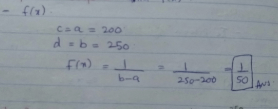 - f(x)
c = a = 200
d = b = 250
f(x) = 1/(b-a) = 1/(250-200) = 1/50 Ans